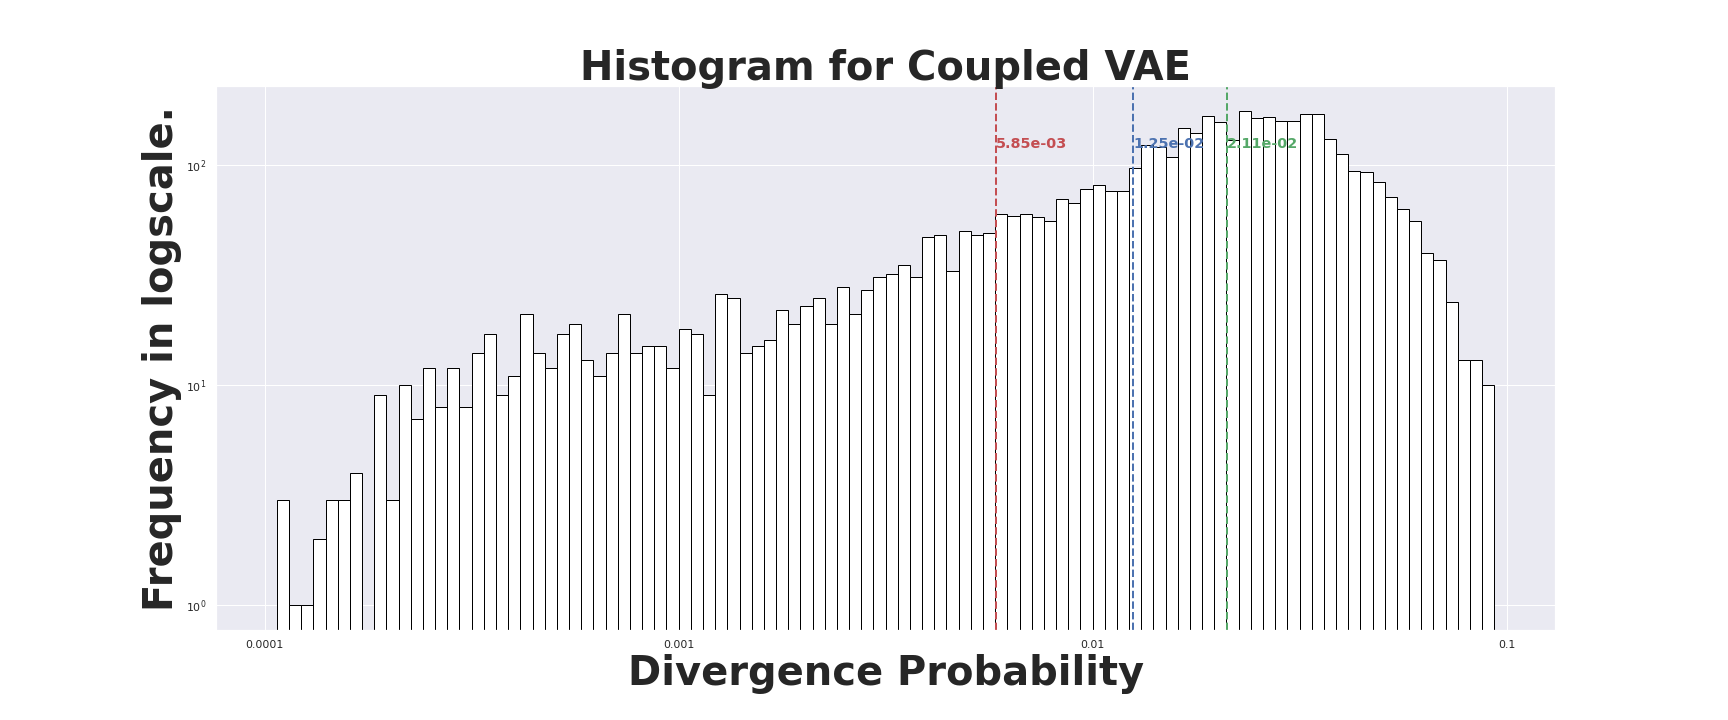 Histogram for Coupled VAE
Frequency in logscale.
10²
10¹
10⁰
5.85e-03
1.25e-02
2.11e-02
0.0001
0.001
0.01
0.1
Divergence Probability